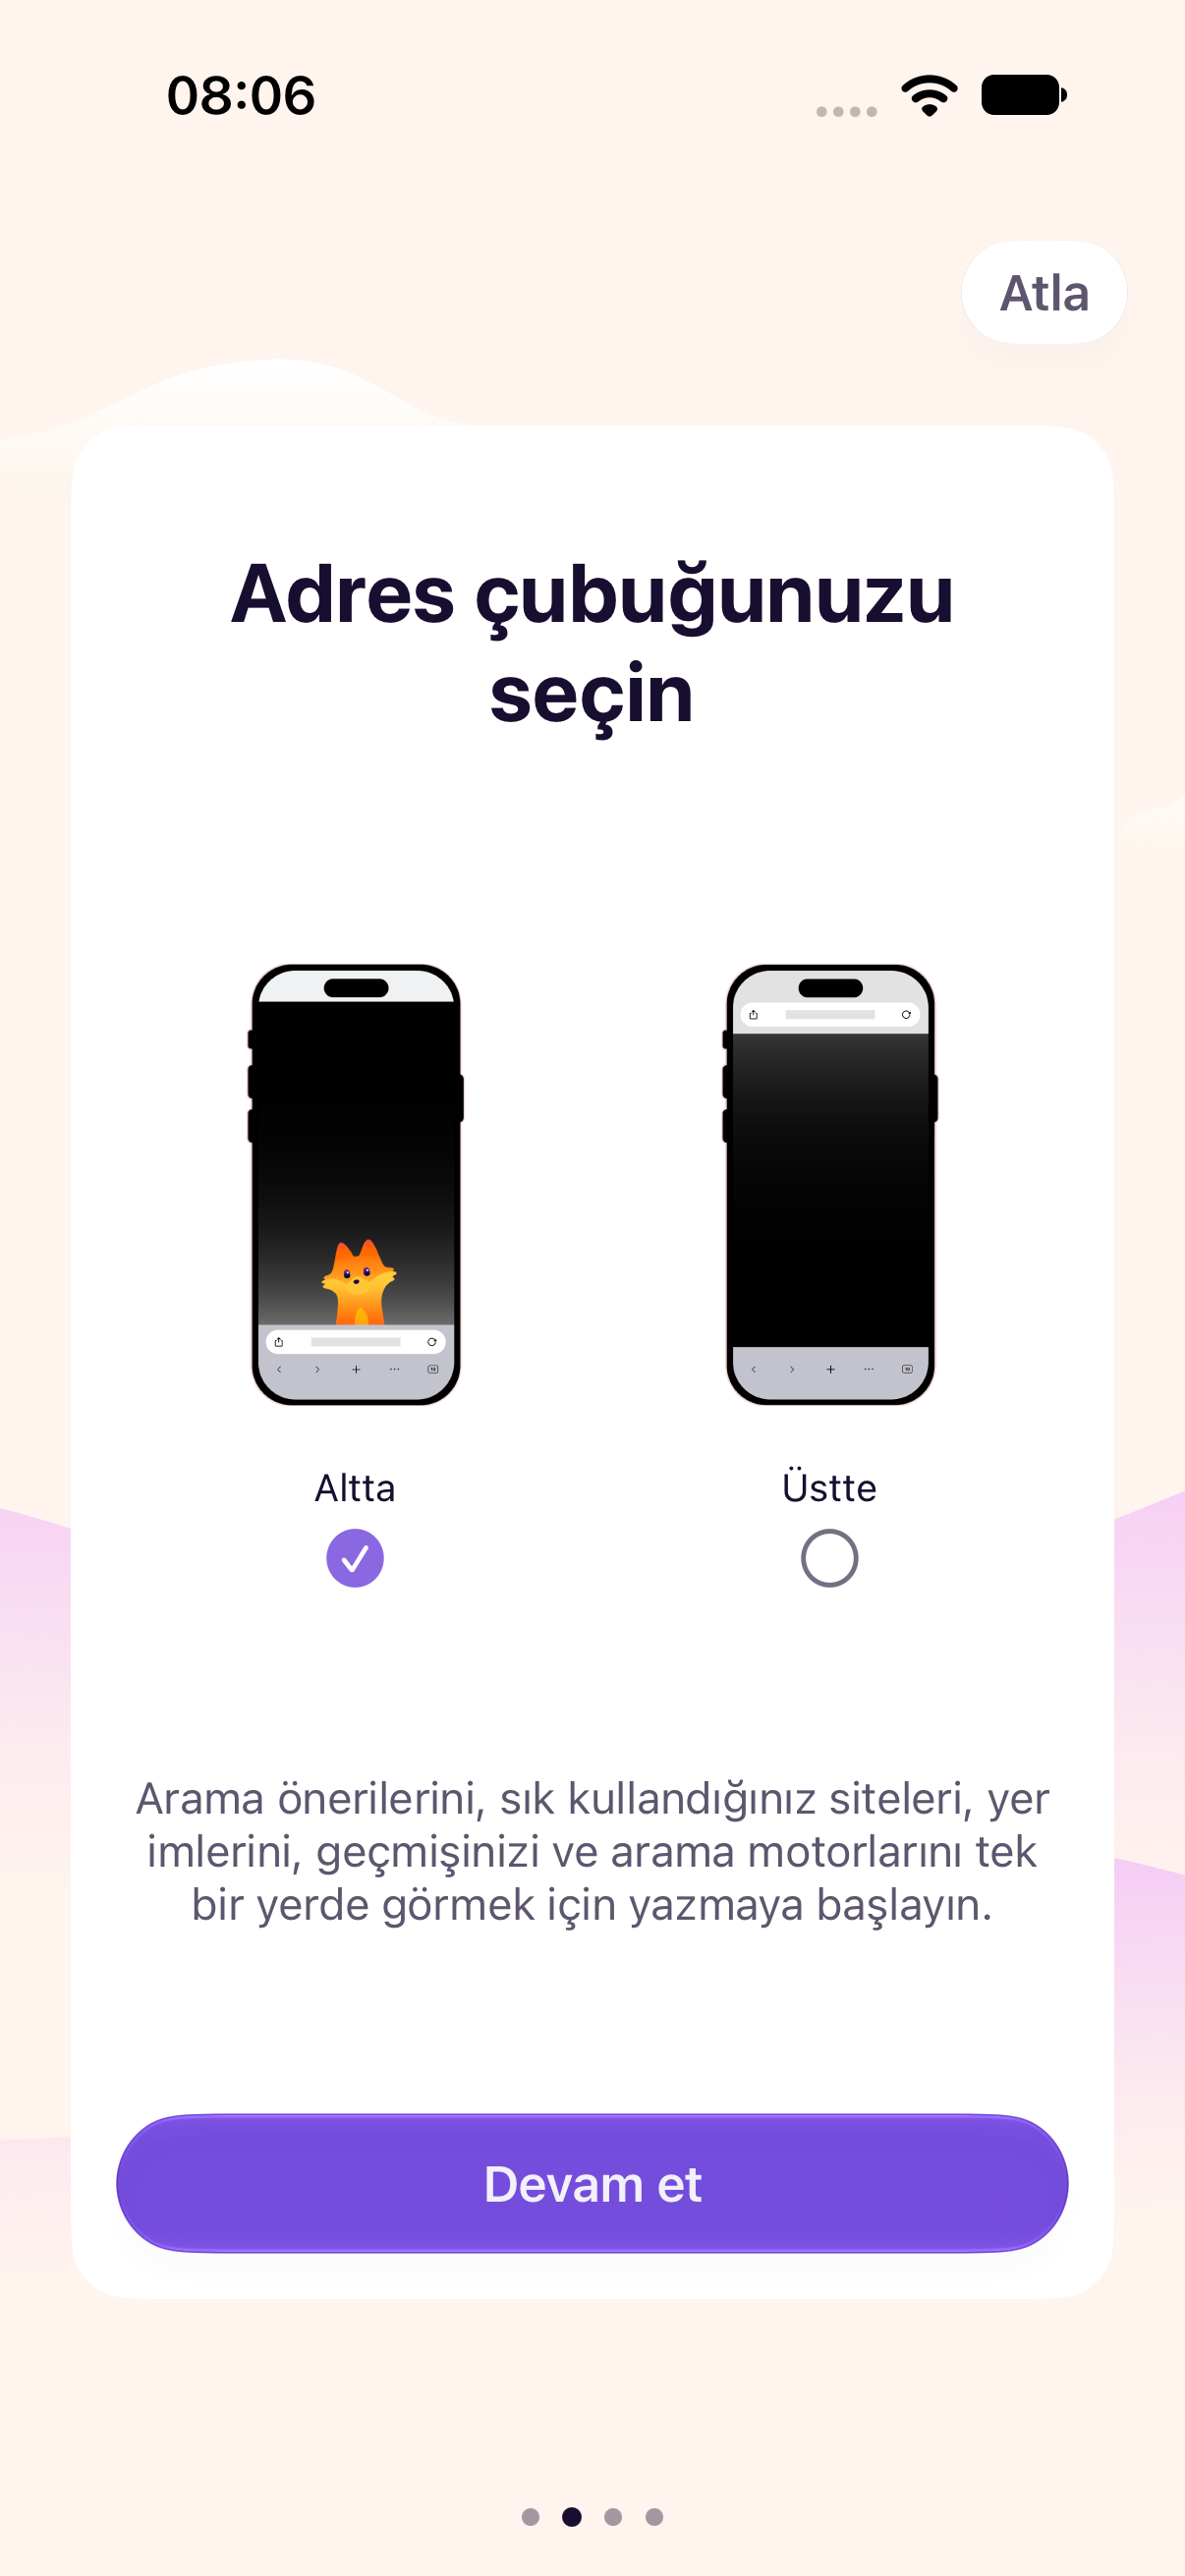 08:06
Atla
Adres çubuğunuzu
seçin
Altta
Üstte
Arama önerilerini, sık kullandığınız siteleri, yer
imlerini, geçmişinizi ve arama motorlarını tek
bir yerde görmek için yazmaya başlayın.
Devam et